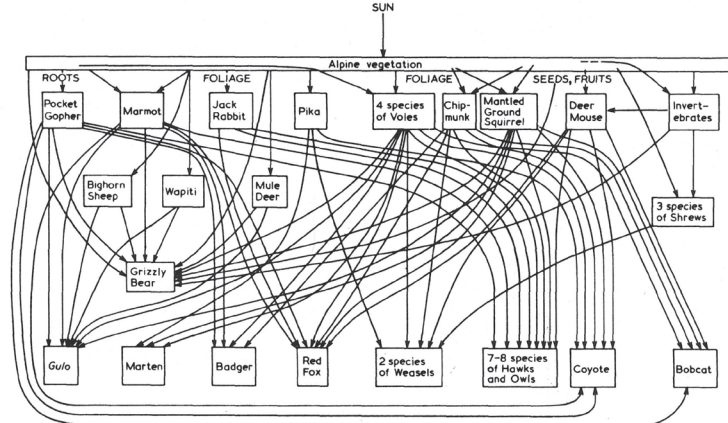 SUN
Alpine vegetation
ROOTS
FOLIAGE
FOLIAGE
SEEDS, FRUITS
Pocket
Gopher
Marmot
Jack
Rabbit
Pika
4 species
of Voles
Chip-
munk
Mantled
Ground
Squirrel
Deer
Mouse
Invert-
ebrates
Bighorn
Sheep
Wapiti
Mule
Deer
3 species
of Shrews
Grizzly
Bear
Gulo
Marten
Badger
Red
Fox
2 species
of Weasels
7-8 species
of Hawks
and Owls
Coyote
Bobcat